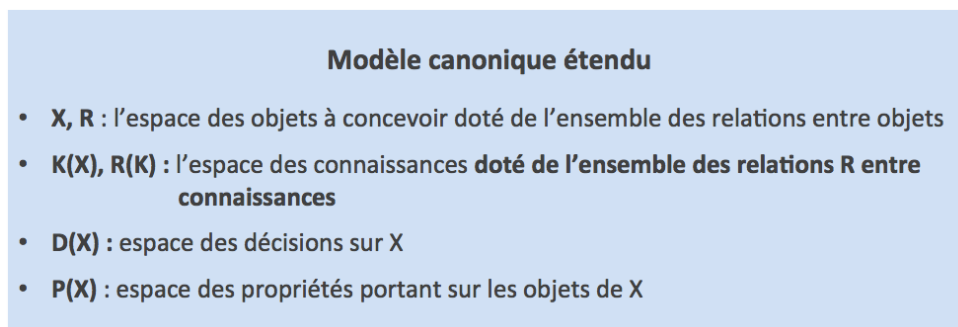 Modèle canonique étendu
• X, R : l’espace des objets à concevoir doté de l’ensemble des relations entre objets
• K(X), R(K) : l’espace des connaissances doté de l’ensemble des relations R entre
connaissances
• D(X) : espace des décisions sur X
• P(X) : espace des propriétés portant sur les objets de X